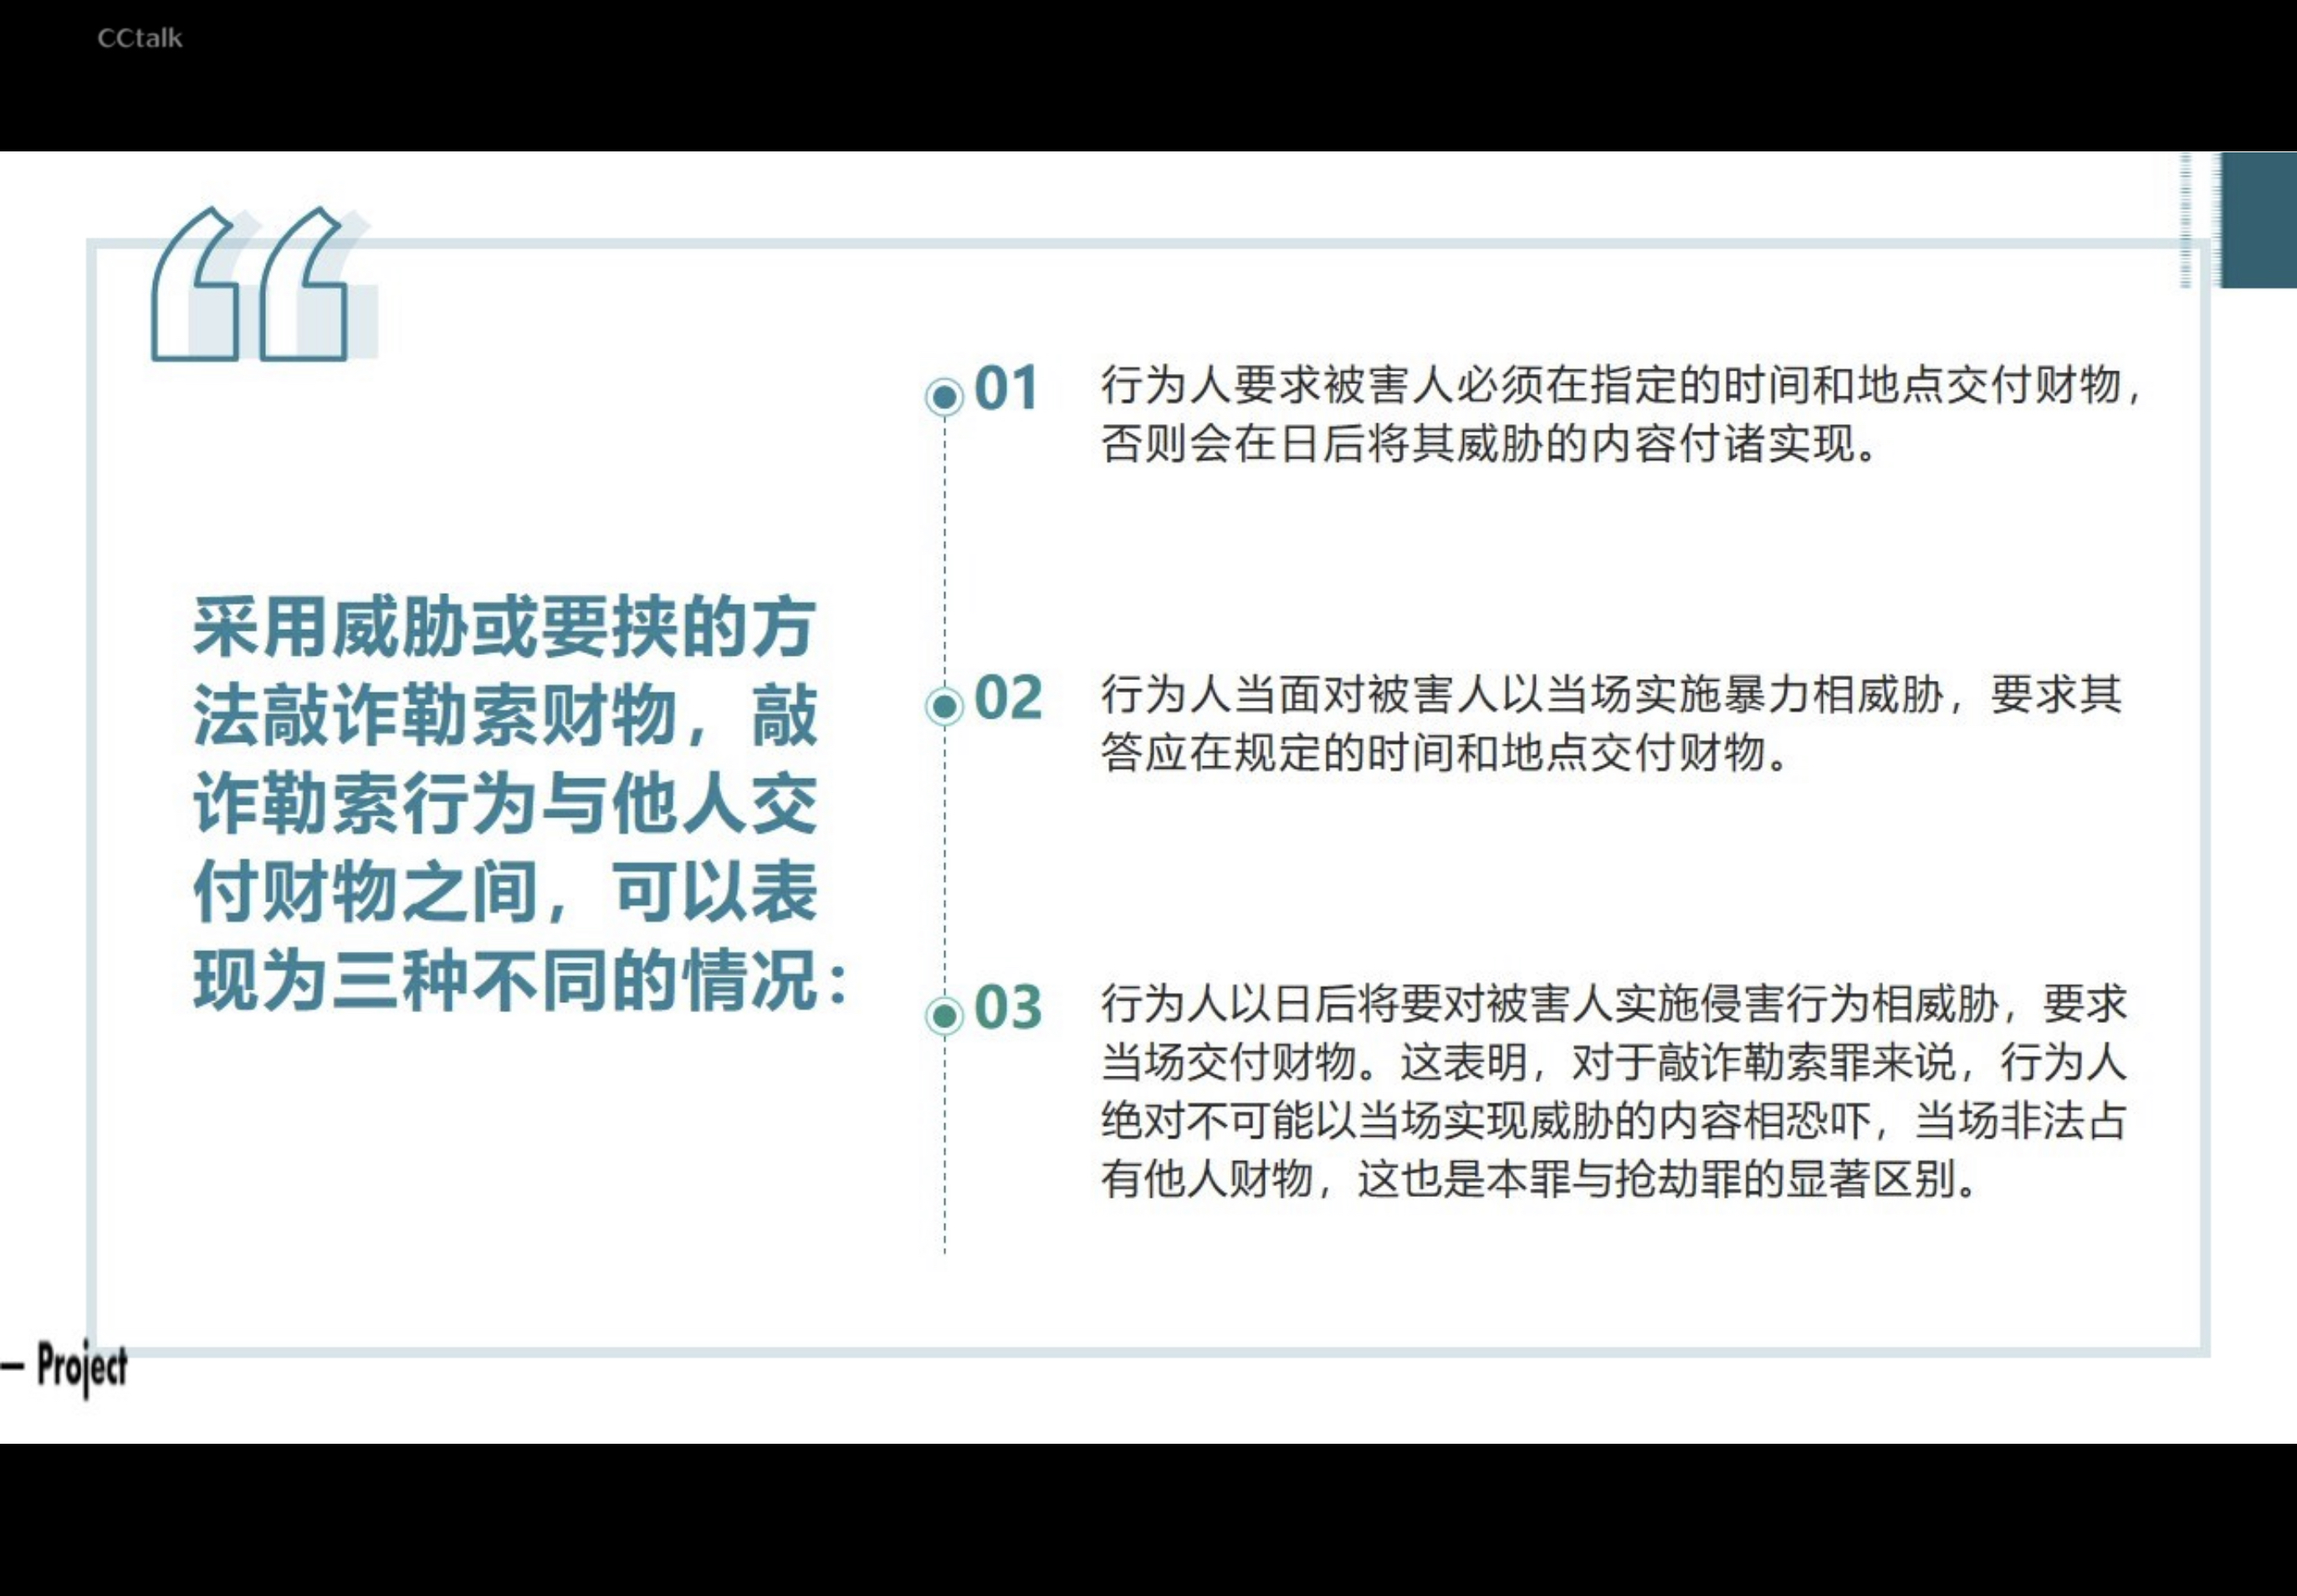 CCtalk
采用威胁或要挟的方
法敲诈勒索财物，敲
诈勒索行为与他人交
付财物之间，可以表
现为三种不同的情况：
01
行为人要求被害人必须在指定的时间和地点交付财物，
否则会在日后将其威胁的内容付诸实现。
02
行为人当面对被害人以当场实施暴力相威胁，要求其
答应在规定的时间和地点交付财物。
03
行为人以日后将要对被害人实施侵害行为相威胁，要求
当场交付财物。这表明，对于敲诈勒索罪来说，行为人
绝对不可能以当场实现威胁的内容相恐吓，当场非法占
有他人财物，这也是本罪与抢劫罪的显著区别。
— Project